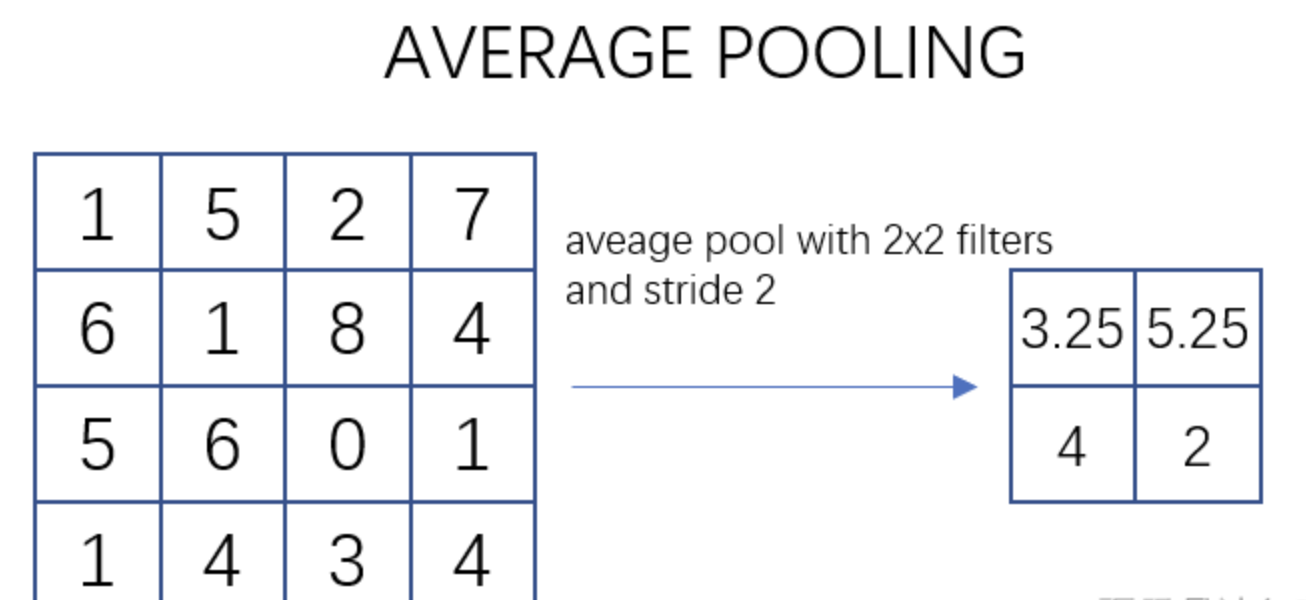 AVERAGE POOLING
1 5 2 7
aveage pool with 2x2 filters
and stride 2
6 1 8 4
5 6 0 1
1 4 3 4
3.25 5.25
4 2